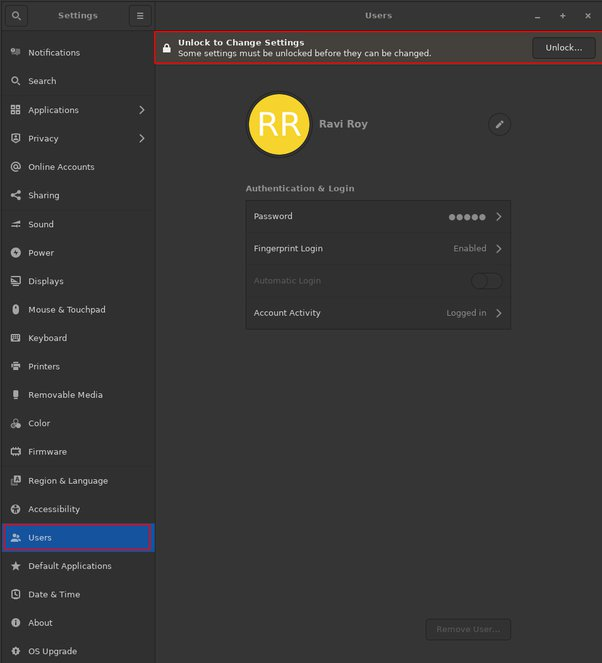 Settings
Users
Unlock to Change Settings
Some settings must be unlocked before they can be changed.
Unlock...
Notifications
Search
Applications
Privacy
Online Accounts
Sharing
Sound
Power
Displays
Mouse & Touchpad
Keyboard
Printers
Removable Media
Color
Firmware
Region & Language
Accessibility
Users
Default Applications
Date & Time
About
OS Upgrade
RR
Ravi Roy
Authentication & Login
Password
Fingerprint Login
Enabled
Automatic Login
Account Activity
Logged in
Remove User...